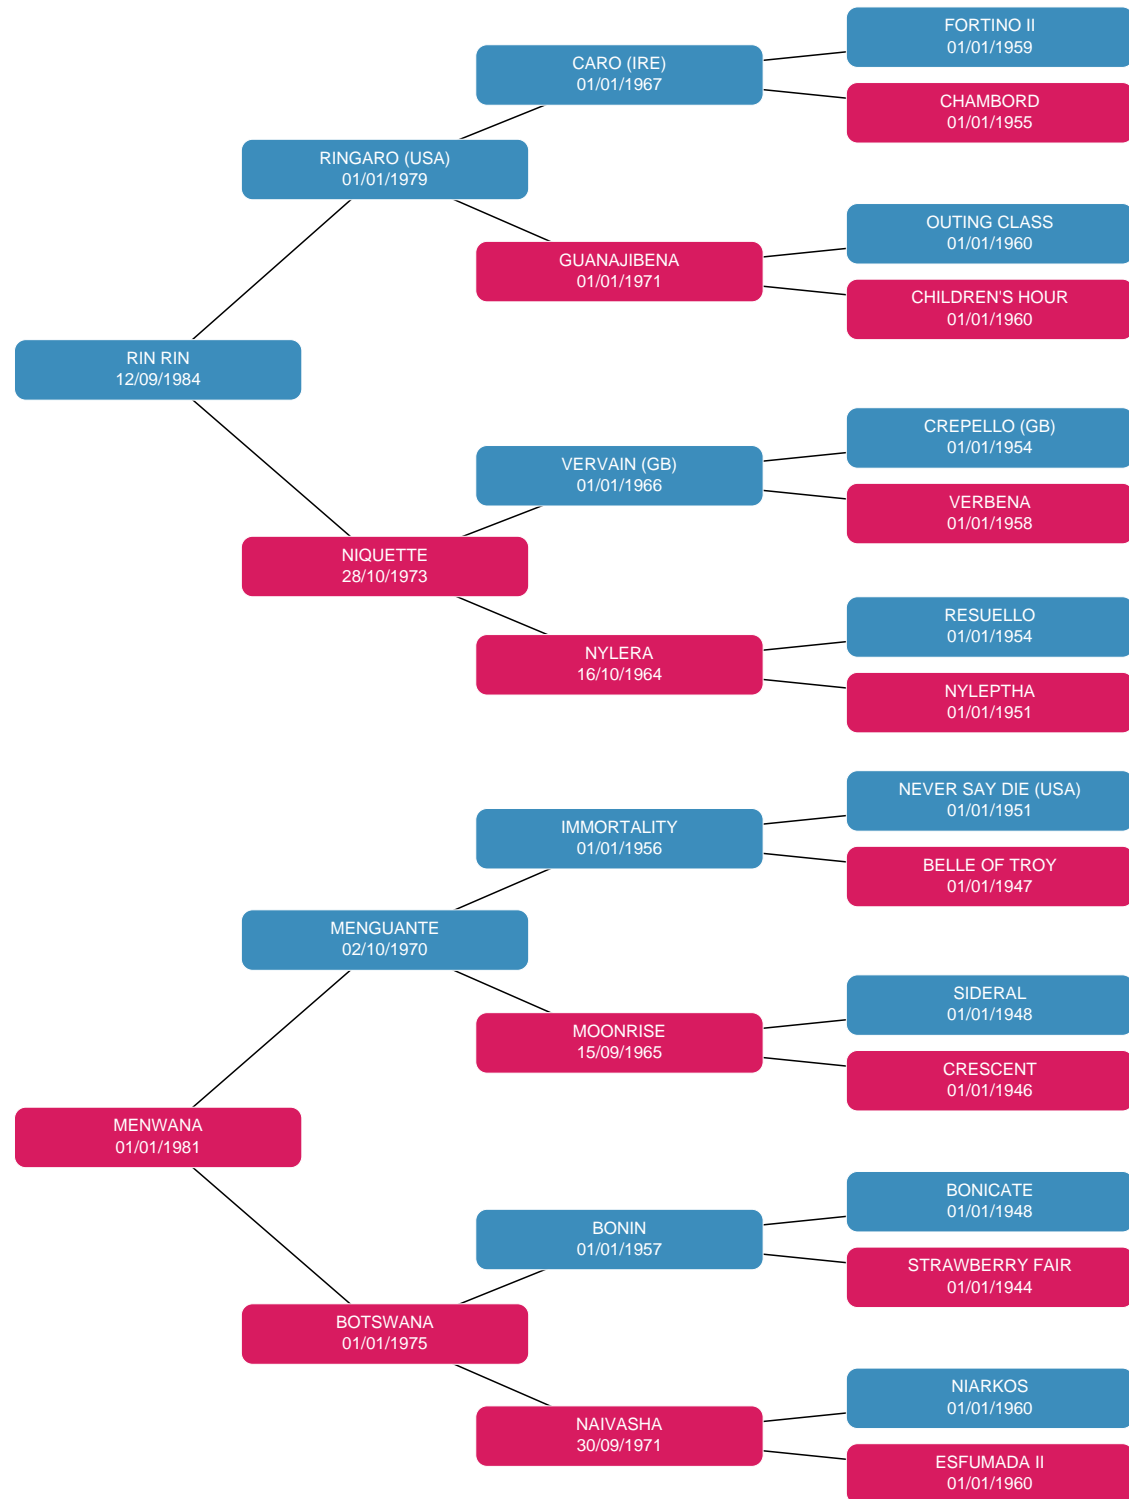 FORTINO II
01/01/1959
CARO (IRE)
01/01/1967
CHAMBORD
01/01/1955
RINGARO (USA)
01/01/1979
OUTING CLASS
01/01/1960
GUANAJIBENA
01/01/1971
CHILDREN'S HOUR
01/01/1960
RIN RIN
12/09/1984
CREPELLO (GB)
01/01/1954
VERVAIN (GB)
01/01/1966
VERBENA
01/01/1958
NIQUETTE
28/10/1973
RESUELLO
01/01/1954
NYLERA
16/10/1964
NYLEPTHA
01/01/1951
NEVER SAY DIE (USA)
01/01/1951
IMMORTALITY
01/01/1956
BELLE OF TROY
01/01/1947
MENGUANTE
02/10/1970
SIDERAL
01/01/1948
MOONRISE
15/09/1965
CRESCENT
01/01/1946
MENWANA
01/01/1981
BONICATE
01/01/1948
BONIN
01/01/1957
STRAWBERRY FAIR
01/01/1944
BOTSWANA
01/01/1975
NIARKOS
01/01/1960
NAIVASHA
30/09/1971
ESFUMADA II
01/01/1960